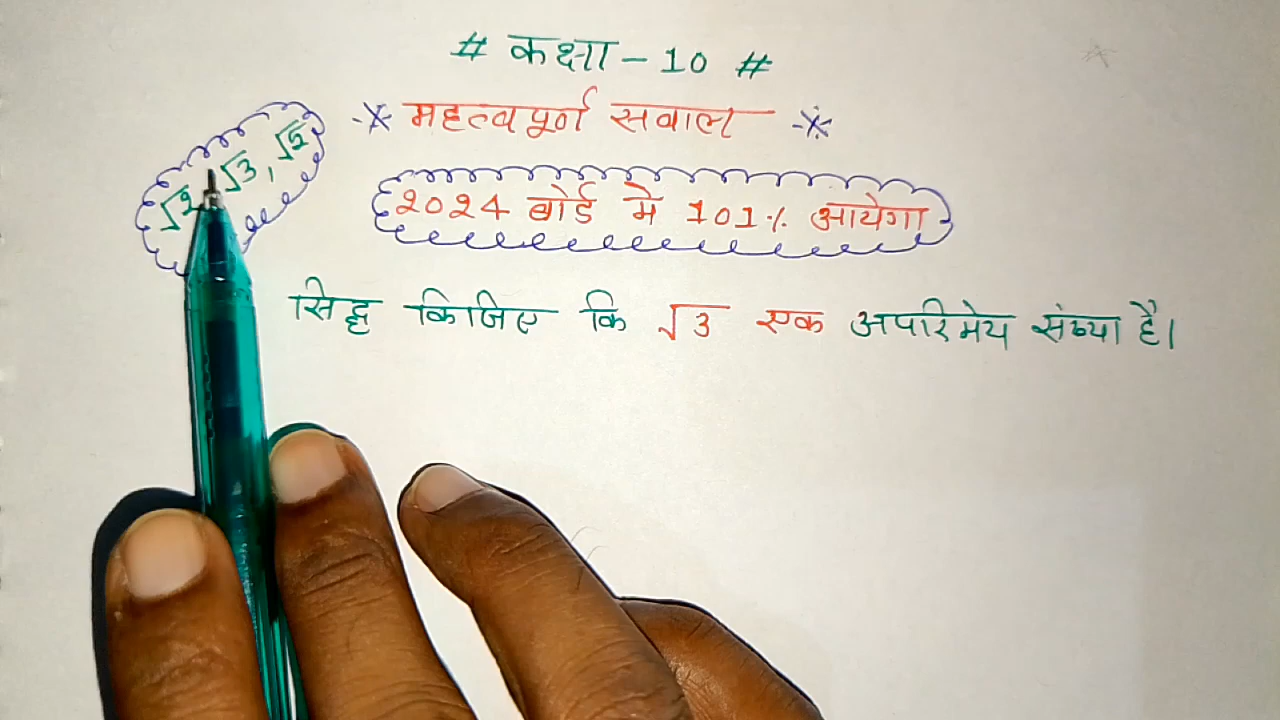 # कक्षा - 10 #
* महत्वपूर्ण सवाल *
√2, √3, √5
2024 बोर्ड मे 101% आयेगा
सिद्ध किजिए कि √3 एक अपरिमेय संख्या है।